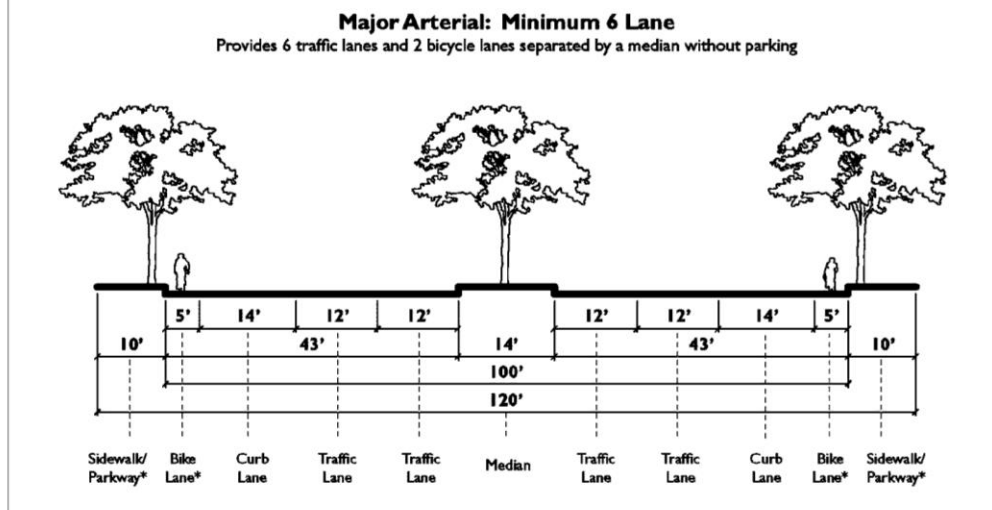 Major Arterial: Minimum 6 Lane
Provides 6 traffic lanes and 2 bicycle lanes separated by a median without parking
5' 14' 12' 12' 12' 12' 14' 5'
10' 43' 14' 43' 10'
100'
120'
Sidewalk/ Bike Curb Traffic Traffic Median Traffic Traffic Curb Bike Sidewalk/
Parkway* Lane* Lane Lane Lane Lane Lane Lane Lane* Parkway*